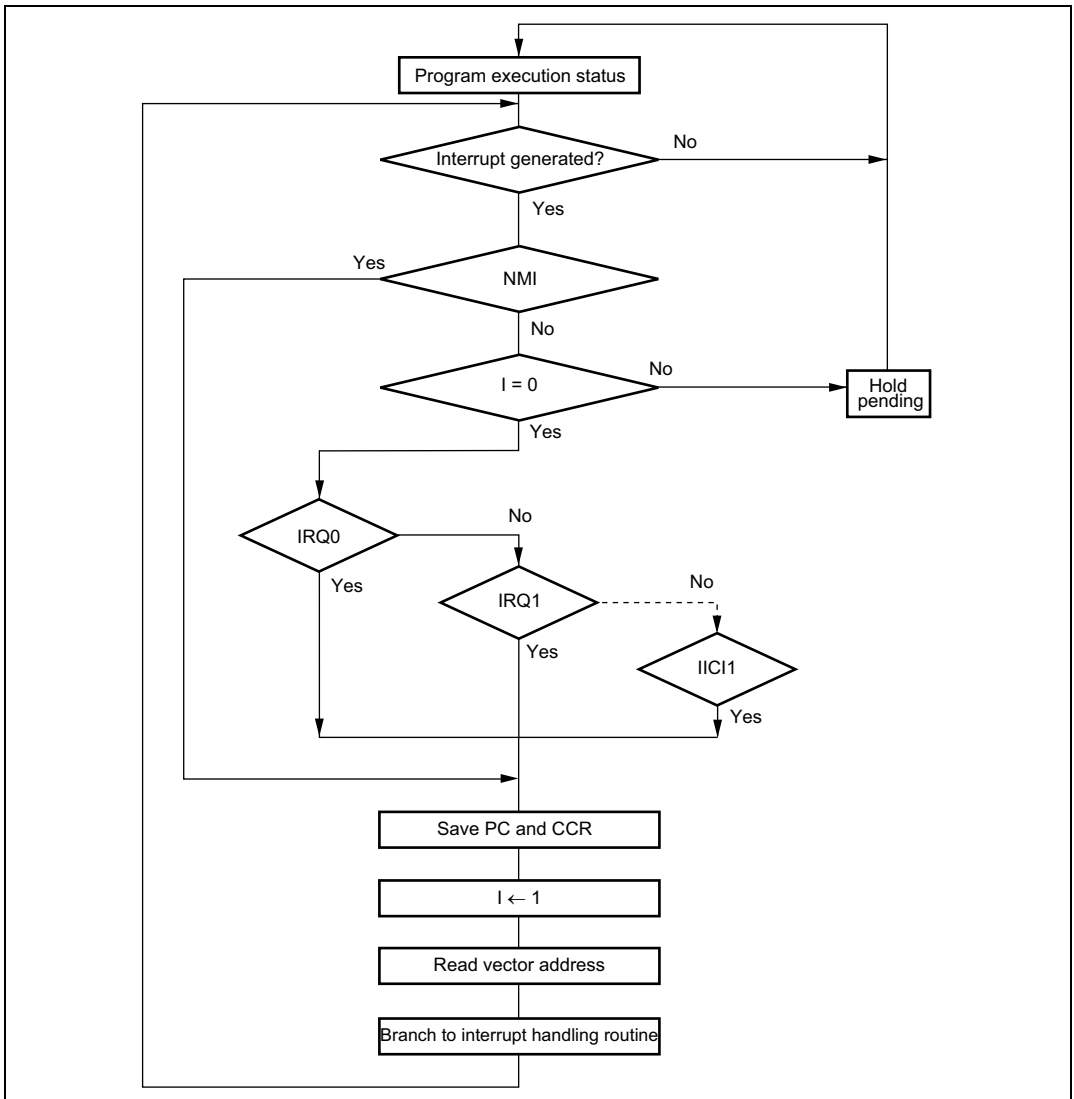 Program execution status
Interrupt generated?
No
Yes
Yes
NMI
No
I = 0
No
Hold
pending
Yes
IRQ0
No
Yes
IRQ1
No
Yes
IICI1
Yes
Save PC and CCR
I ← 1
Read vector address
Branch to interrupt handling routine